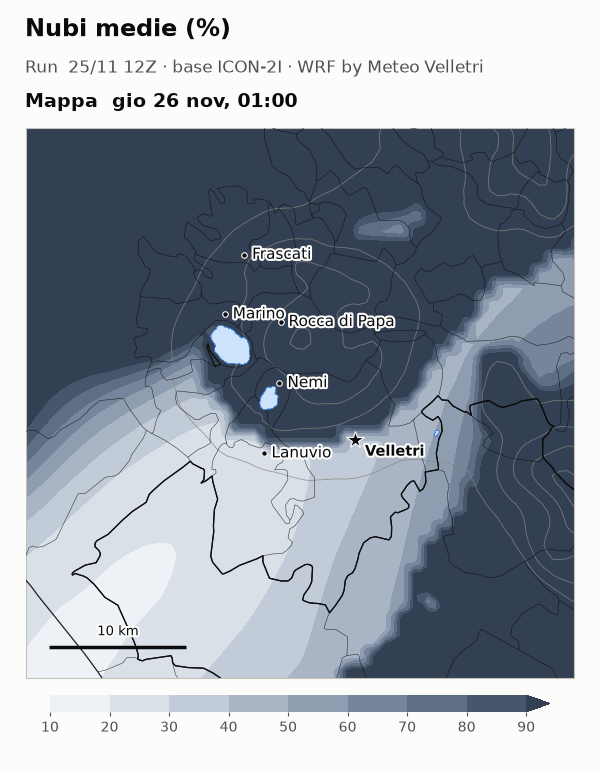 Nubi medie (%)
Run  25/11 12Z · base ICON-2I · WRF by Meteo Velletri
Mappa  gio 26 nov, 01:00
Frascati
Marino
Rocca di Papa
Nemi
Velletri
Lanuvio
10 km
10 20 30 40 50 60 70 80 90